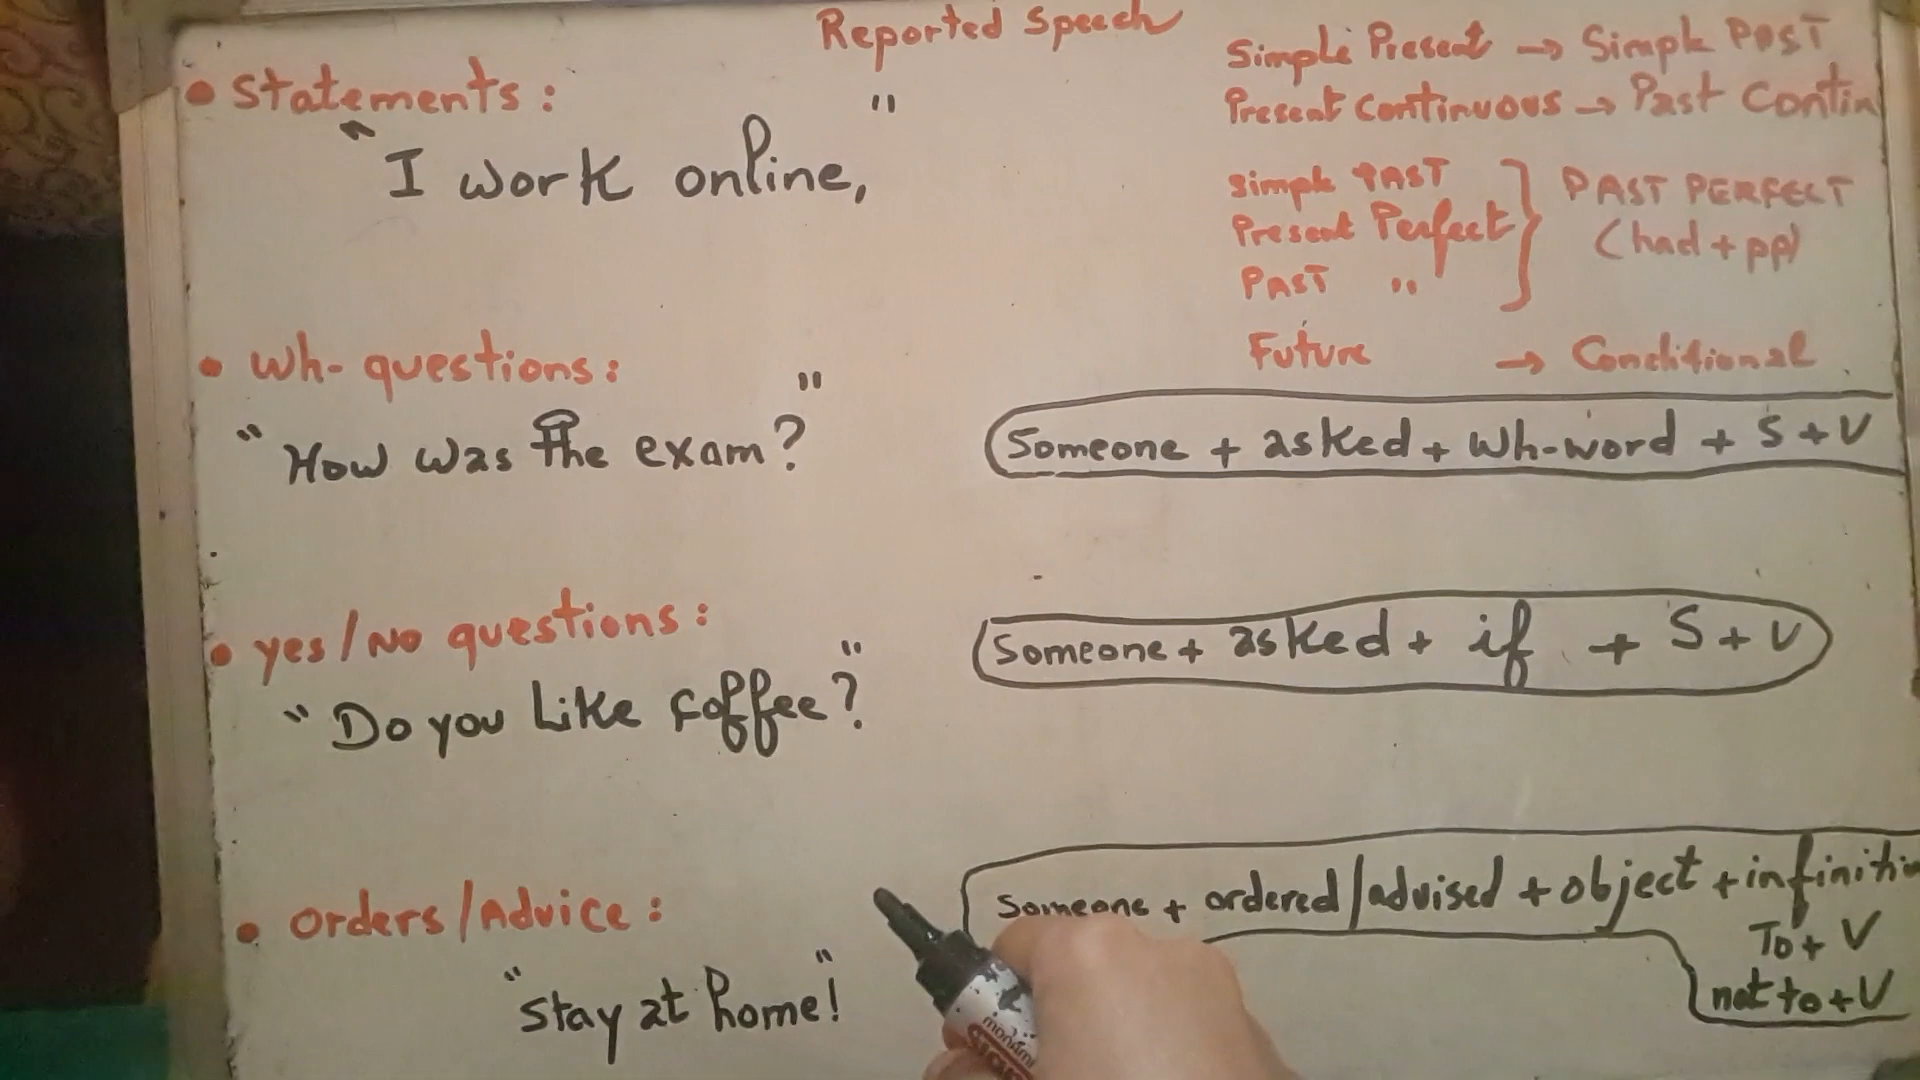 Reported Speech
• Statements:
"I work online,"
Simple Present → Simple PAST
Present Continuous → Past Contin
Simple PAST
Present Perfect
PAST "
} PAST PERFECT
(had + pp)
Future → Conditional
• Wh- questions:
"How was the exam?"
Someone + asked + Wh-word + S + V
• yes/No questions:
"Do you Like coffee?"
Someone + asked + if + S + V
• orders/Advice:
"stay at home!"
Someone + ordered/advised + object + infinitiv
To + V
not to + V
monami